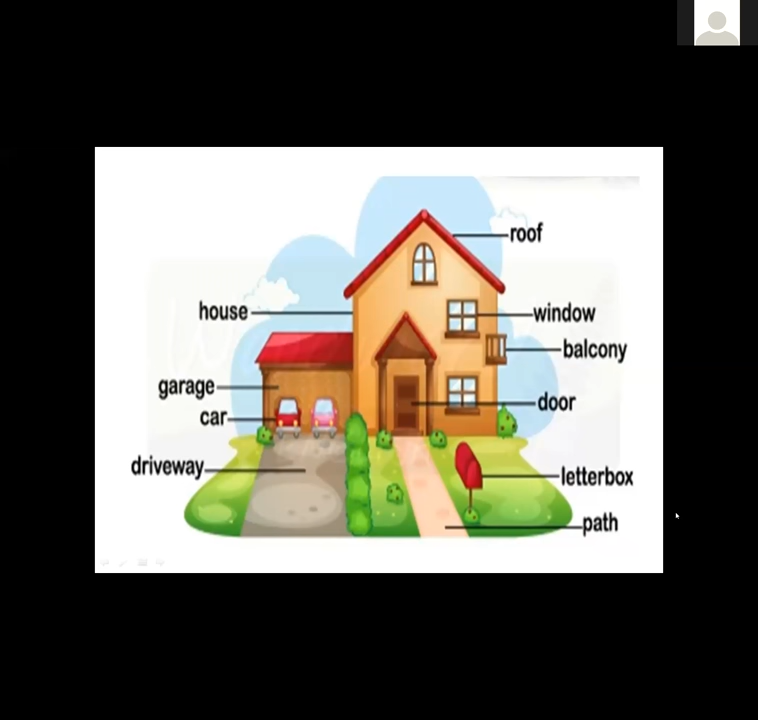 roof
house
window
balcony
garage
door
car
driveway
letterbox
path